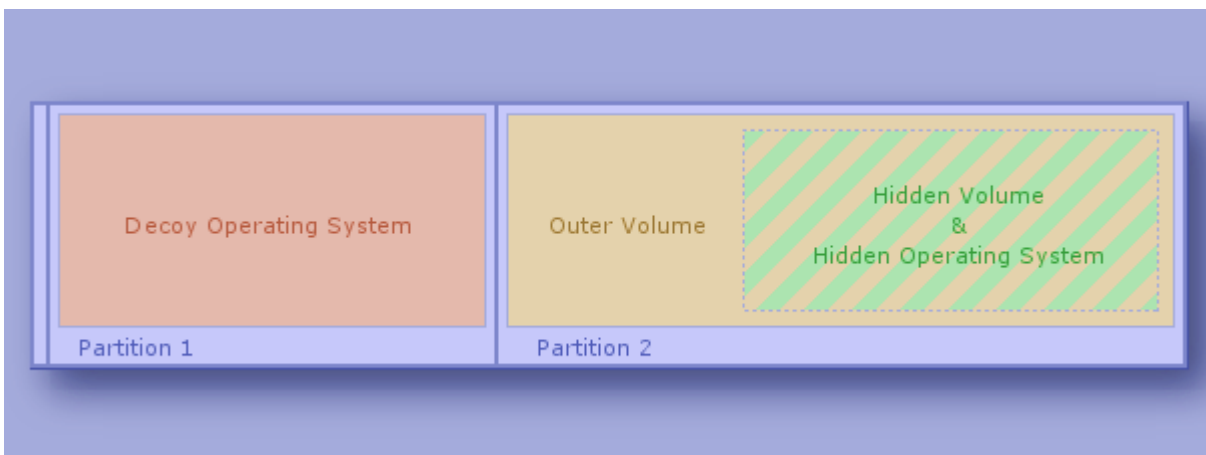 Decoy Operating System
Outer Volume
Hidden Volume
&
Hidden Operating System
Partition 1
Partition 2